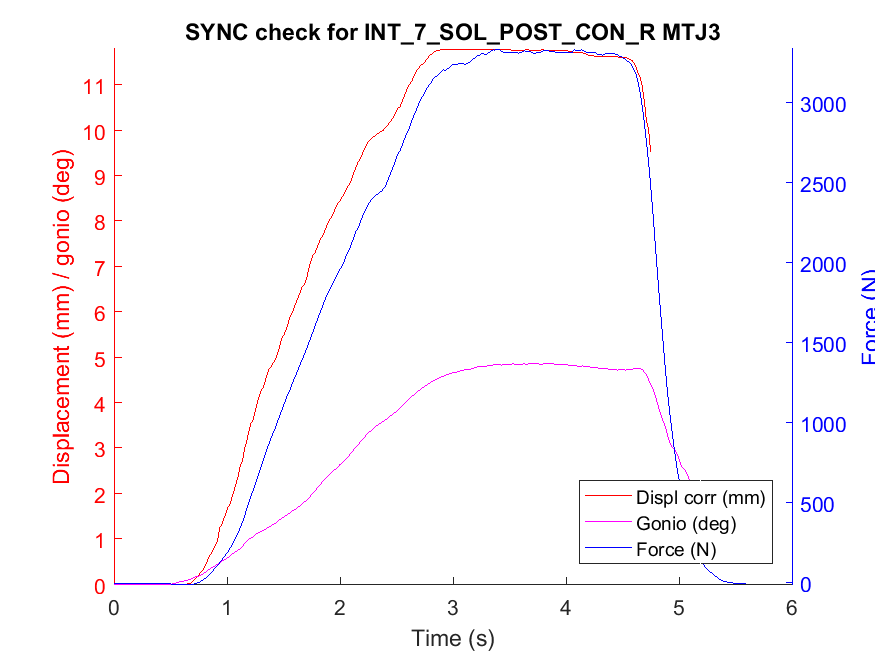 SYNC check for INT_7_SOL_POST_CON_R MTJ3
Displacement (mm) / gonio (deg)
11
10
9
8
7
6
5
4
3
2
1
0
3000
2500
2000
1500
1000
500
0
Force (N)
Displ corr (mm)
Gonio (deg)
Force (N)
0 1 2 3 4 5 6
Time (s)